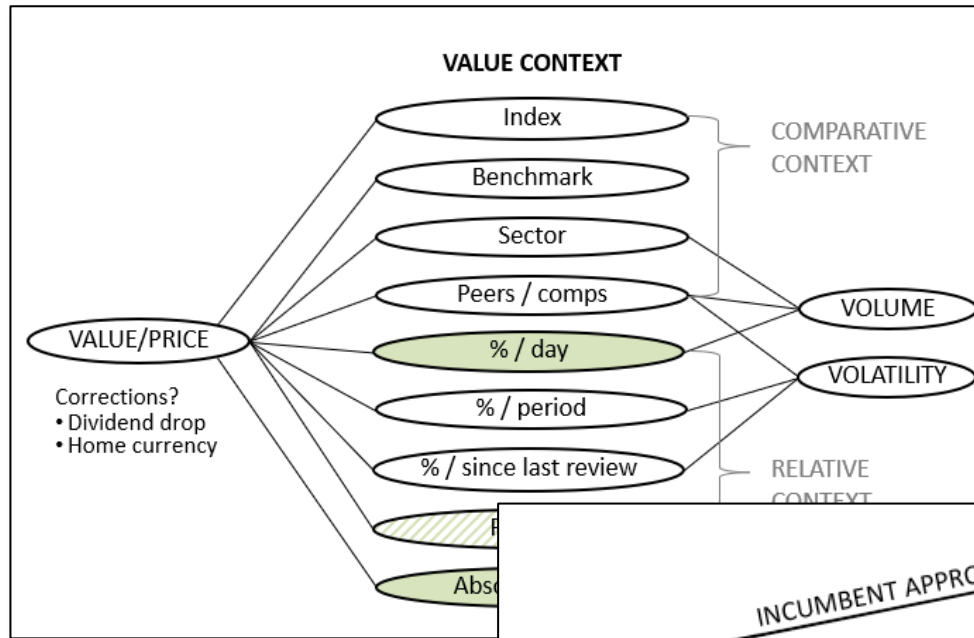 VALUE CONTEXT
Index
Benchmark
Sector
Peers / comps
% / day
% / period
% / since last review
COMPARATIVE
CONTEXT
RELATIVE
CONTEXT
VALUE/PRICE
Corrections?
• Dividend drop
• Home currency
VOLUME
VOLATILITY
INCUMBENT